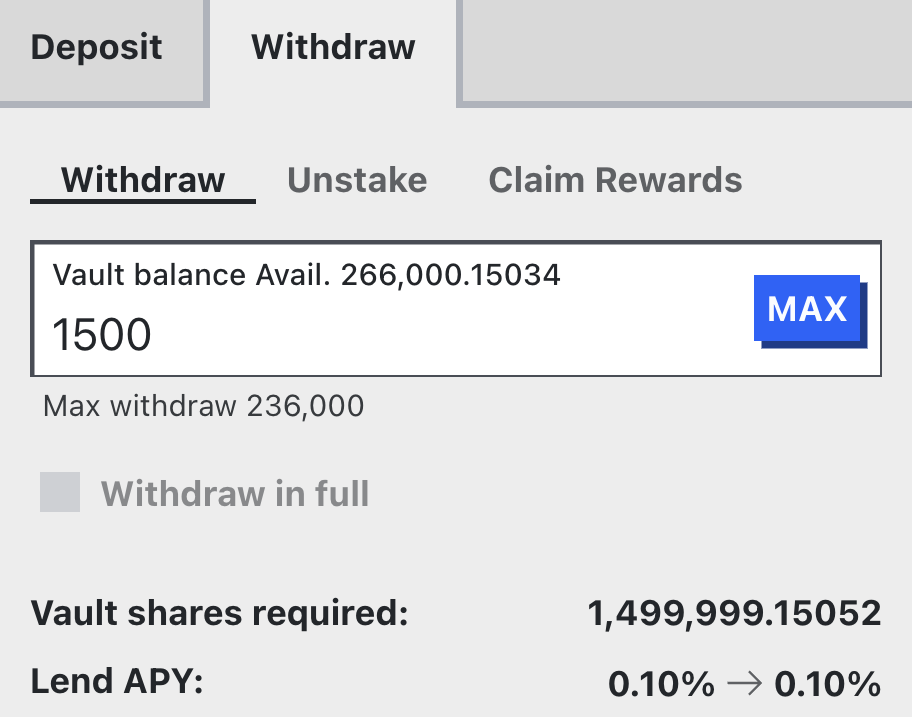 Deposit Withdraw
Withdraw Unstake Claim Rewards
Vault balance Avail. 266,000.15034
1500
MAX
Max withdraw 236,000
Withdraw in full
Vault shares required: 1,499,999.15052
Lend APY: 0.10% → 0.10%